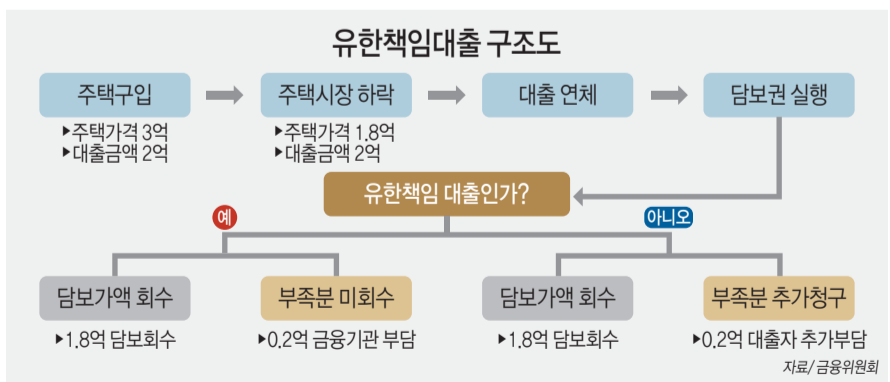 유한책임대출 구조도
주택구입
주택시장 하락
대출 연체
담보권 실행
▶주택가격 3억
▶대출금액 2억
▶주택가격 1.8억
▶대출금액 2억
유한책임 대출인가?
예
아니오
담보가액 회수
부족분 미회수
담보가액 회수
부족분 추가청구
▶1.8억 담보회수
▶0.2억 금융기관 부담
▶1.8억 담보회수
▶0.2억 대출자 추가부담
자료/금융위원회